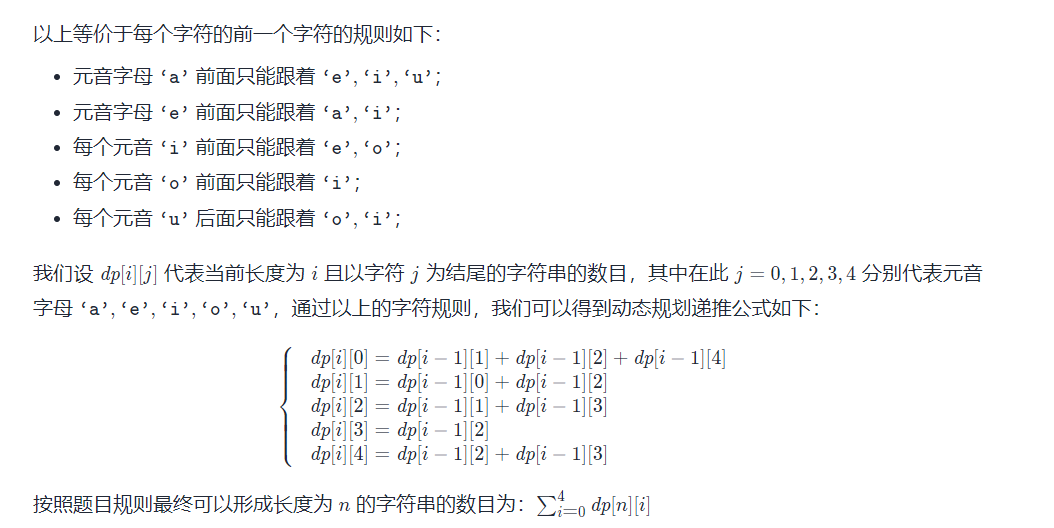 以上等价于每个字符的前一个字符的规则如下：
• 元音字母 ‘a’ 前面只能跟着 ‘e’, ‘i’, ‘u’；
• 元音字母 ‘e’ 前面只能跟着 ‘a’, ‘i’；
• 每个元音 ‘i’ 前面只能跟着 ‘e’, ‘o’；
• 每个元音 ‘o’ 前面只能跟着 ‘i’；
• 每个元音 ‘u’ 后面只能跟着 ‘o’, ‘i’；
我们设 dp[i][j] 代表当前长度为 i 且以字符 j 为结尾的字符串的数目，其中在此 j = 0, 1, 2, 3, 4 分别代表元音
字母 ‘a’, ‘e’, ‘i’, ‘o’, ‘u’，通过以上的字符规则，我们可以得到动态规划递推公式如下：
dp[i][0] = dp[i − 1][1] + dp[i − 1][2] + dp[i − 1][4]
dp[i][1] = dp[i − 1][0] + dp[i − 1][2]
dp[i][2] = dp[i − 1][1] + dp[i − 1][3]
dp[i][3] = dp[i − 1][2]
dp[i][4] = dp[i − 1][2] + dp[i − 1][3]
按照题目规则最终可以形成长度为 n 的字符串的数目为：∑_{i=0}^{4} dp[n][i]